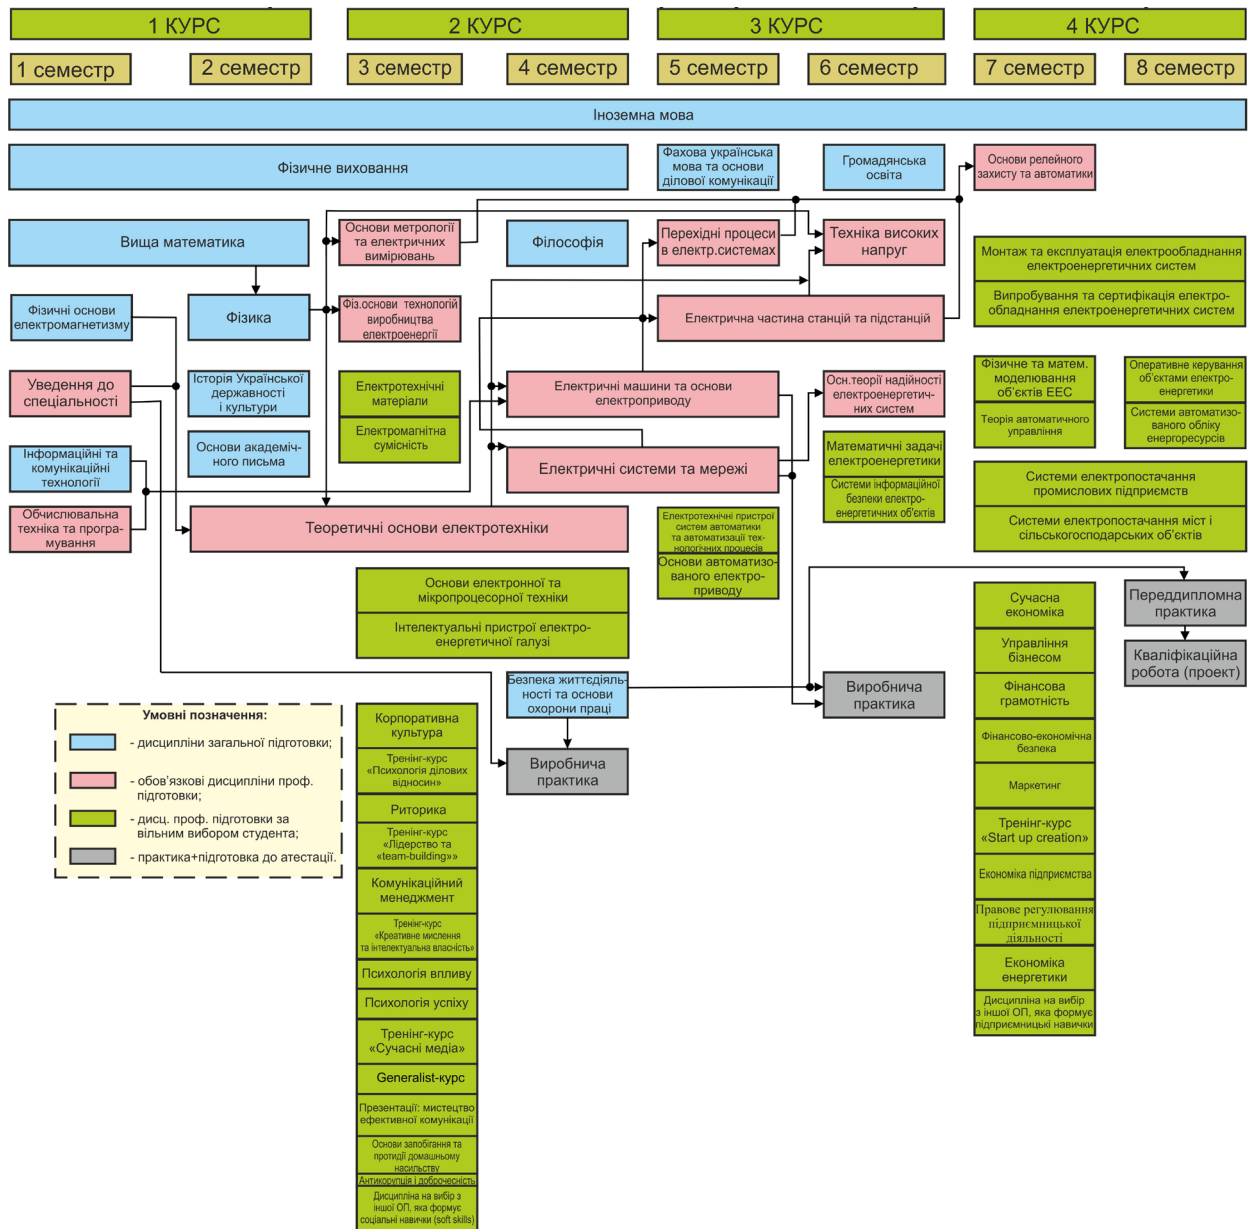 1 КУРС
2 КУРС
3 КУРС
4 КУРС
1 семестр
2 семестр
3 семестр
4 семестр
5 семестр
6 семестр
7 семестр
8 семестр
Іноземна мова
Фізичне виховання
Фахова українська
мова та основи
ділової комунікації
Громадянська
освіта
Основи релейного
захисту та автоматики
Вища математика
Основи метрології
та електричних
вимірювань
Філософія
Перехідні процеси
в електр.системах
Техніка високих
напруг
Монтаж та експлуатація електрообладнання
електроенергетичних систем
Випробування та сертифікація електро-
обладнання електроенергетичних систем
Фізичні основи
електромагнетизму
Фізика
Фіз.основи технологій
виробництва
електроенергії
Електрична частина станцій та підстанцій
Уведення до
спеціальності
Історія Української
державності
і культури
Електротехнічні
матеріали
Електромагнітна
сумісність
Електричні машини та основи
електроприводу
Осн.теорії надійності
електроенергетич-
них систем
Фізичне та матем.
моделювання
об'єктів ЕЕС
Теорія автоматичного
управління
Оперативне керування
об'єктами електро-
енергетики
Системи автоматизо-
ваного обліку
енергоресурсів
Інформаційні та
комунікаційні
технології
Основи академіч-
ного письма
Електричні системи та мережі
Математичні задачі
електроенергетики
Системи інформаційної
безпеки електро-
енергетичних об'єктів
Системи електропостачання
промислових підприємств
Системи електропостачання міст і
сільськогосподарських об'єктів
Обчислювальна
техніка та програ-
мування
Теоретичні основи електротехніки
Електротехнічні пристрої
систем автоматики
та автоматизації тех-
нологічних процесів
Основи автоматизо-
ваного електро-
приводу
Основи електронної та
мікропроцесорної техніки
Інтелектуальні пристрої електро-
енергетичної галузі
Сучасна
економіка
Переддипломна
практика
Управління
бізнесом
Кваліфікаційна
робота (проект)
Безпека життєдіяль-
ності та основи
охорони праці
Виробнича
практика
Фінансова
грамотність
Умовні позначення:
- дисципліни загальної підготовки;
- обов'язкові дисципліни проф.
підготовки;
- дисц. проф. підготовки за
вільним вибором студента;
- практика+підготовка до атестації.
Корпоративна
культура
Виробнича
практика
Фінансово-економічна
безпека
Тренінг-курс
«Психологія ділових
відносин»
Маркетинг
Риторика
Тренінг-курс
«Лідерство та
«team-building»»
Тренінг-курс
«Start up creation»
Комунікаційний
менеджмент
Економіка підприємства
Тренінг-курс
«Креативне мислення
та інтелектуальна власність»
Правове регулювання
підприємницької
діяльності
Психологія впливу
Економіка
енергетики
Психологія успіху
Дисципліна на вибір
з іншої ОП, яка формує
підприємницькі навички
Тренінг-курс
«Сучасні медіа»
Generalist-курс
Презентації: мистецтво
ефективної комунікації
Основи запобігання та
протидії домашньому
насильству
Антикорупція і доброчесність
Дисципліна на вибір з
іншої ОП, яка формує
соціальні навички (soft skills)